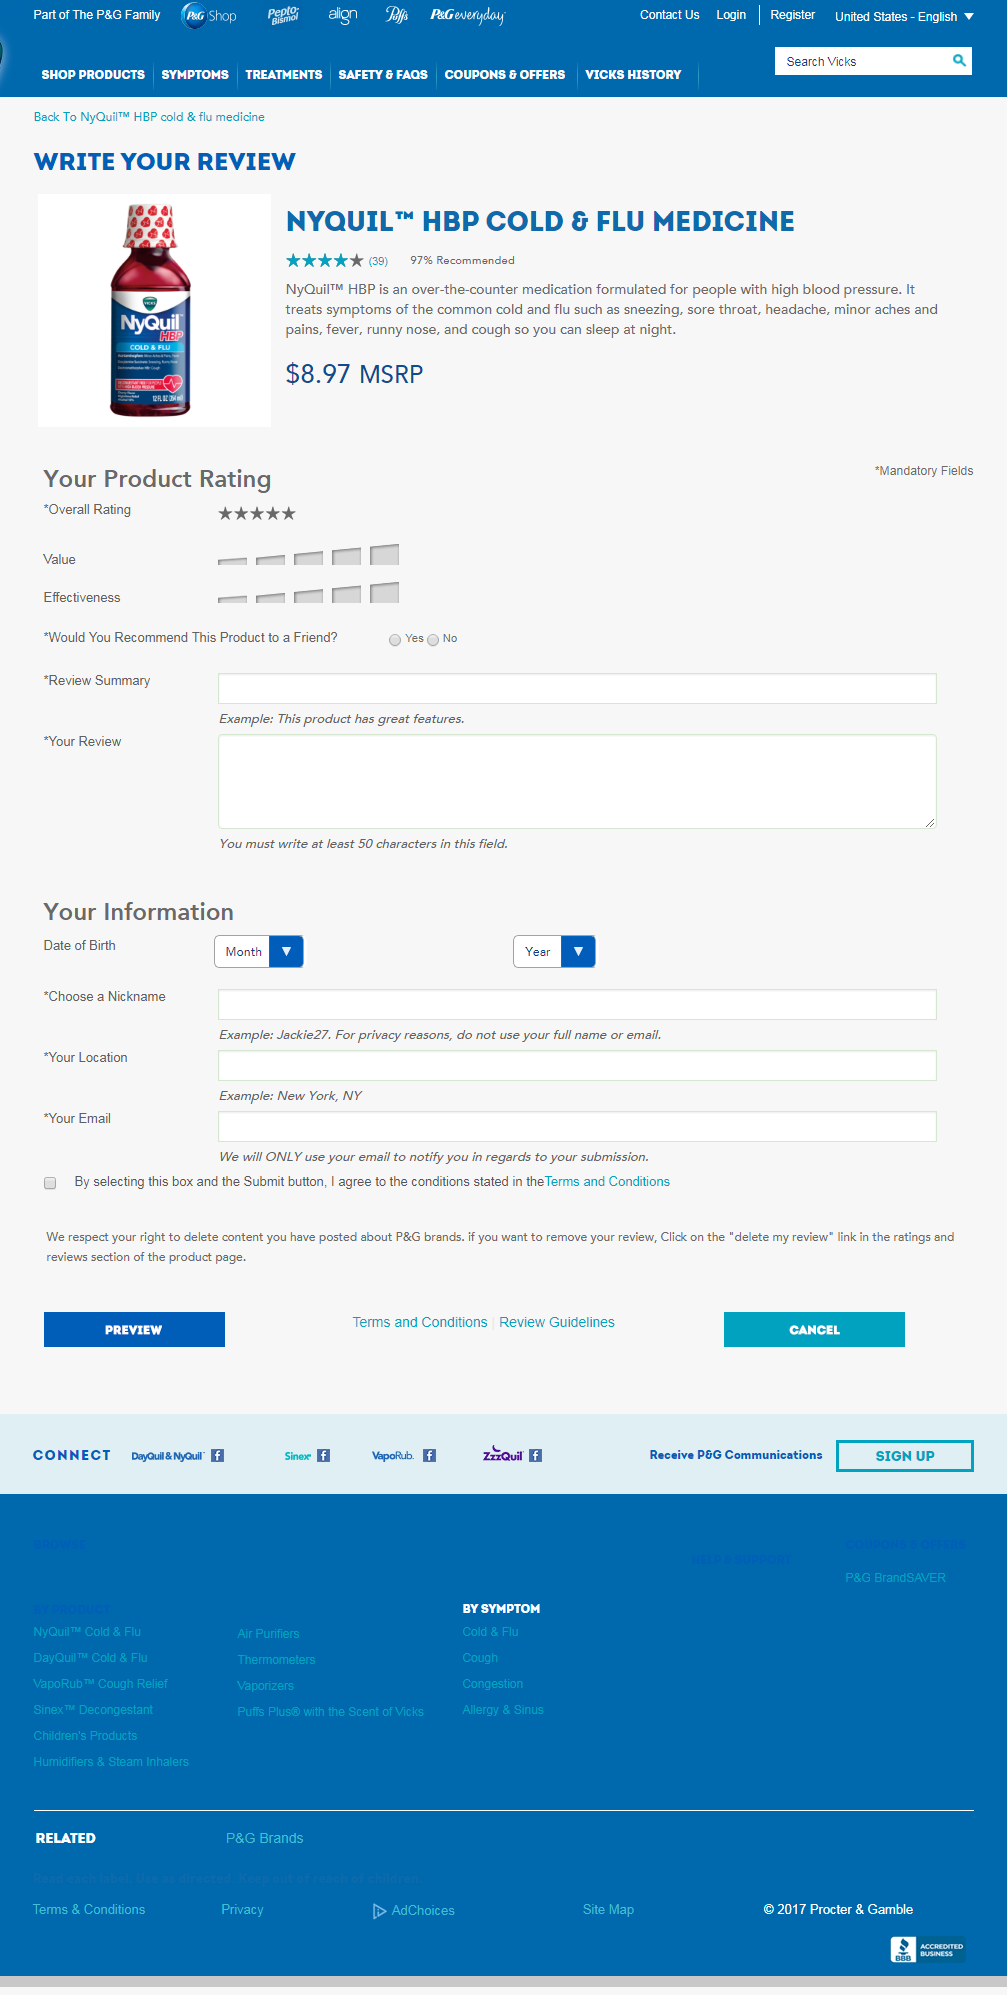 Part of The P&G Family P&G Shop Pepto Bismol align Puffs P&G everyday Contact Us Login Register United States - English
SHOP PRODUCTS SYMPTOMS TREATMENTS SAFETY & FAQS COUPONS & OFFERS VICKS HISTORY Search Vicks
Back To NyQuil™ HBP cold & flu medicine
WRITE YOUR REVIEW
NYQUIL™ HBP COLD & FLU MEDICINE
(39) 97% Recommended
NyQuil™ HBP is an over-the-counter medication formulated for people with high blood pressure. It
treats symptoms of the common cold and flu such as sneezing, sore throat, headache, minor aches and
pains, fever, runny nose, and cough so you can sleep at night.
$8.97 MSRP
VICKS
NyQuil™
HBP
COLD & FLU
12 FL OZ (354 ml)
Your Product Rating
*Mandatory Fields
*Overall Rating
Value
Effectiveness
*Would You Recommend This Product to a Friend? Yes No
*Review Summary
Example: This product has great features.
*Your Review
You must write at least 50 characters in this field.
Your Information
Date of Birth Month Year
*Choose a Nickname
Example: Jackie27. For privacy reasons, do not use your full name or email.
*Your Location
Example: New York, NY
*Your Email
We will ONLY use your email to notify you in regards to your submission.
By selecting this box and the Submit button, I agree to the conditions stated in theTerms and Conditions
We respect your right to delete content you have posted about P&G brands. if you want to remove your review, Click on the "delete my review" link in the ratings and
reviews section of the product page.
PREVIEW Terms and Conditions | Review Guidelines CANCEL
CONNECT DayQuil & NyQuil™ f Sinex f VapoRub. f ZzzQuil f Receive P&G Communications SIGN UP
P&G BrandSAVER
BY SYMPTOM
NyQuil™ Cold & Flu Air Purifiers Cold & Flu
DayQuil™ Cold & Flu Thermometers Cough
VapoRub™ Cough Relief Vaporizers Congestion
Sinex™ Decongestant Puffs Plus® with the Scent of Vicks Allergy & Sinus
Children's Products
Humidifiers & Steam Inhalers
RELATED P&G Brands
Terms & Conditions Privacy AdChoices Site Map © 2017 Procter & Gamble
BBB ACCREDITED
BUSINESS